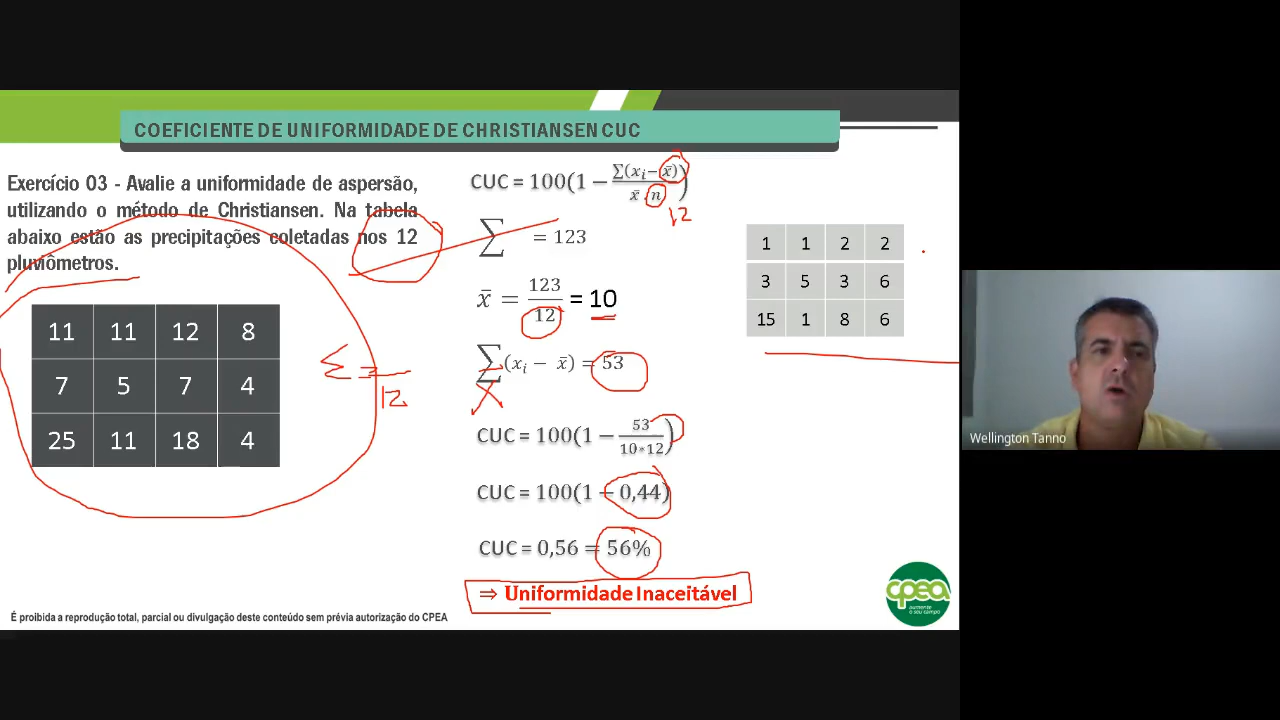 COEFICIENTE DE UNIFORMIDADE DE CHRISTIANSEN CUC
Exercício 03 - Avalie a uniformidade de aspersão,
utilizando o método de Christiansen. Na tabela
abaixo estão as precipitações coletadas nos 12
pluviômetros.
11 11 12 8
7 5 7 4
25 11 18 4
Σ = 
12
CUC = 100(1 − ∑(xᵢ− x̄) / x̄ n)
12
∑ = 123
x̄ = 123/12 = 10
∑(xᵢ − x̄) = 53
CUC = 100(1 − 53/10*12)
CUC = 100(1 − 0,44)
CUC = 0,56 = 56%
⇒ Uniformidade Inaceitável
1 1 2 2
3 5 3 6
15 1 8 6
Wellington Tanno
cpea
aumente
o seu campo
É proibida a reprodução total, parcial ou divulgação deste conteúdo sem prévia autorização do CPEA